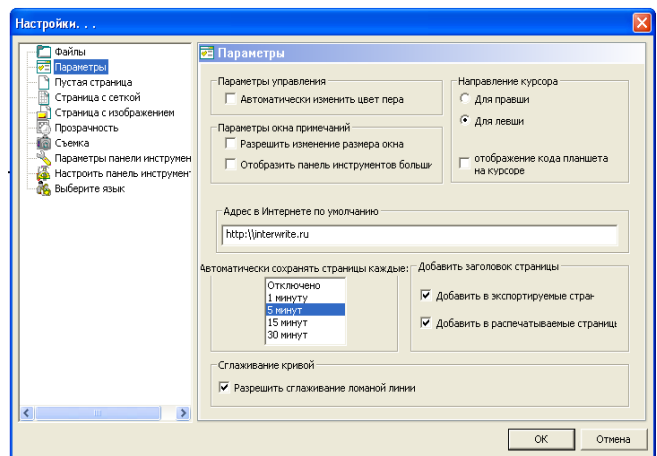 Настройки. . .
Файлы
Параметры
Пустая страница
Страница с сеткой
Страница с изображением
Прозрачность
Съемка
Параметры панели инструмен
Настроить панель инструмент
Выберите язык
Параметры
Параметры управления
Автоматически изменить цвет пера
Направление курсора
Для правши
Для левши
отображение кода планшета
на курсоре
Параметры окна примечаний
Разрешить изменение размера окна
Отобразить панель инструментов больши
Адрес в Интернете по умолчанию
http:\\interwrite.ru
Автоматически сохранять страницы каждые:
Отключено
1 минуту
5 минут
15 минут
30 минут
Добавить заголовок страницы
Добавить в экспортируемые стран
Добавить в распечатываемые страницы
Сглаживание кривой
Разрешить сглаживание ломаной линии
OK
Отмена